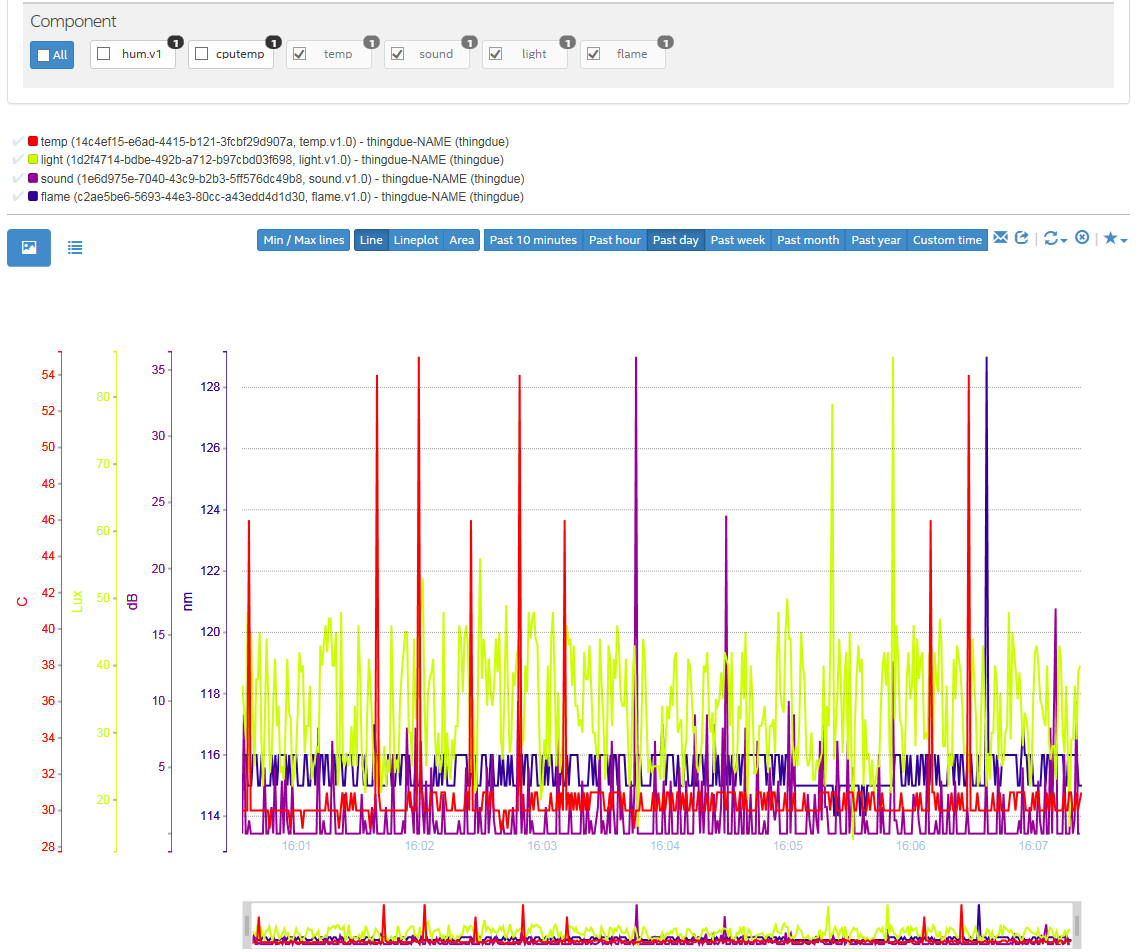 Component
All
hum.v1 1
cputemp 1
temp 1
sound 1
light 1
flame 1
temp (14c4ef15-e6ad-4415-b121-3fcbf29d907a, temp.v1.0) - thingdue-NAME (thingdue)
light (1d2f4714-bdbe-492b-a712-b97cbd03f698, light.v1.0) - thingdue-NAME (thingdue)
sound (1e6d975e-7040-43c9-b2b3-5ff576dc49b8, sound.v1.0) - thingdue-NAME (thingdue)
flame (c2ae5be6-5693-44e3-80cc-a43edd4d1d30, flame.v1.0) - thingdue-NAME (thingdue)
Min / Max lines Line Lineplot Area Past 10 minutes Past hour Past day Past week Past month Past year Custom time
54
52
50
48
46
44
42
40
38
36
34
32
30
28
C
80
70
60
50
40
30
20
Lux
35
30
25
20
15
10
5
dB
128
126
124
122
120
118
116
114
nm
16:01 16:02 16:03 16:04 16:05 16:06 16:07